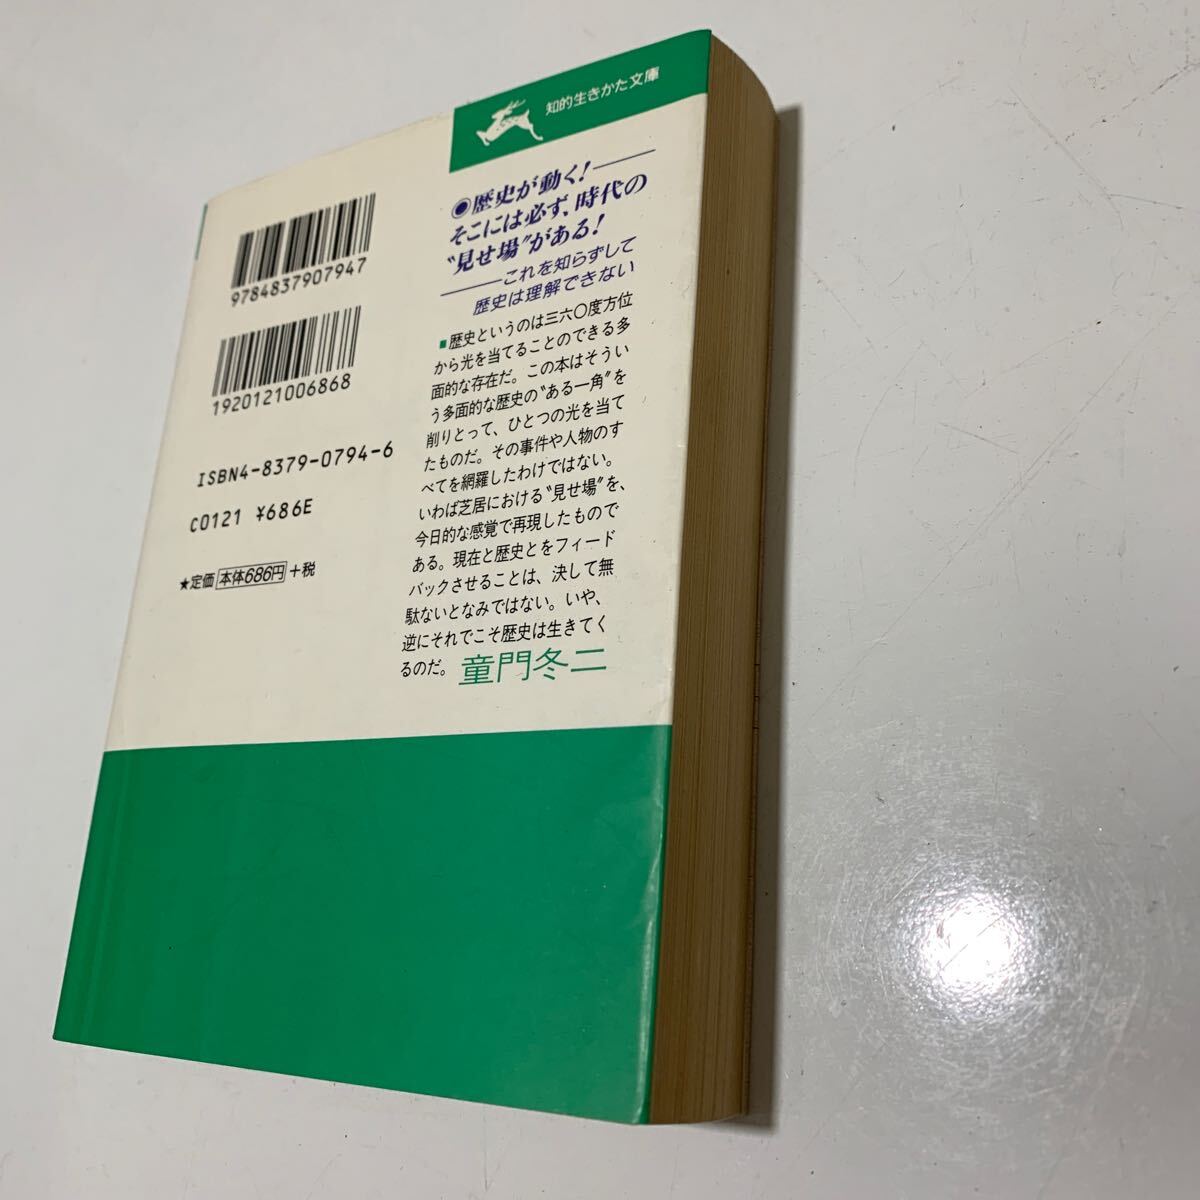 知的生きかた文庫
◉歴史が動く!――
そこには必ず、時代の
〝見せ場〟がある!
――これを知らずして
歴史は理解できない
■歴史というのは三六〇度方位
から光を当てることのできる多
面的な存在だ。この本はそうい
う多面的な歴史の〝ある一角〟を
削りとって、ひとつの光を当て
たものだ。その事件や人物のす
べてを網羅したわけではない。
いわば芝居における〝見せ場〟を、
今日的な感覚で再現したもので
ある。現在と歴史とをフィード
バックさせることは、決して無
駄ないとなみではない。いや、
逆にそれでこそ歴史は生きてく
るのだ。 童門冬二
9784837907947
1920121006868
ISBN4-8379-0794-6
C0121 ¥686E
★定価 本体686円 +税